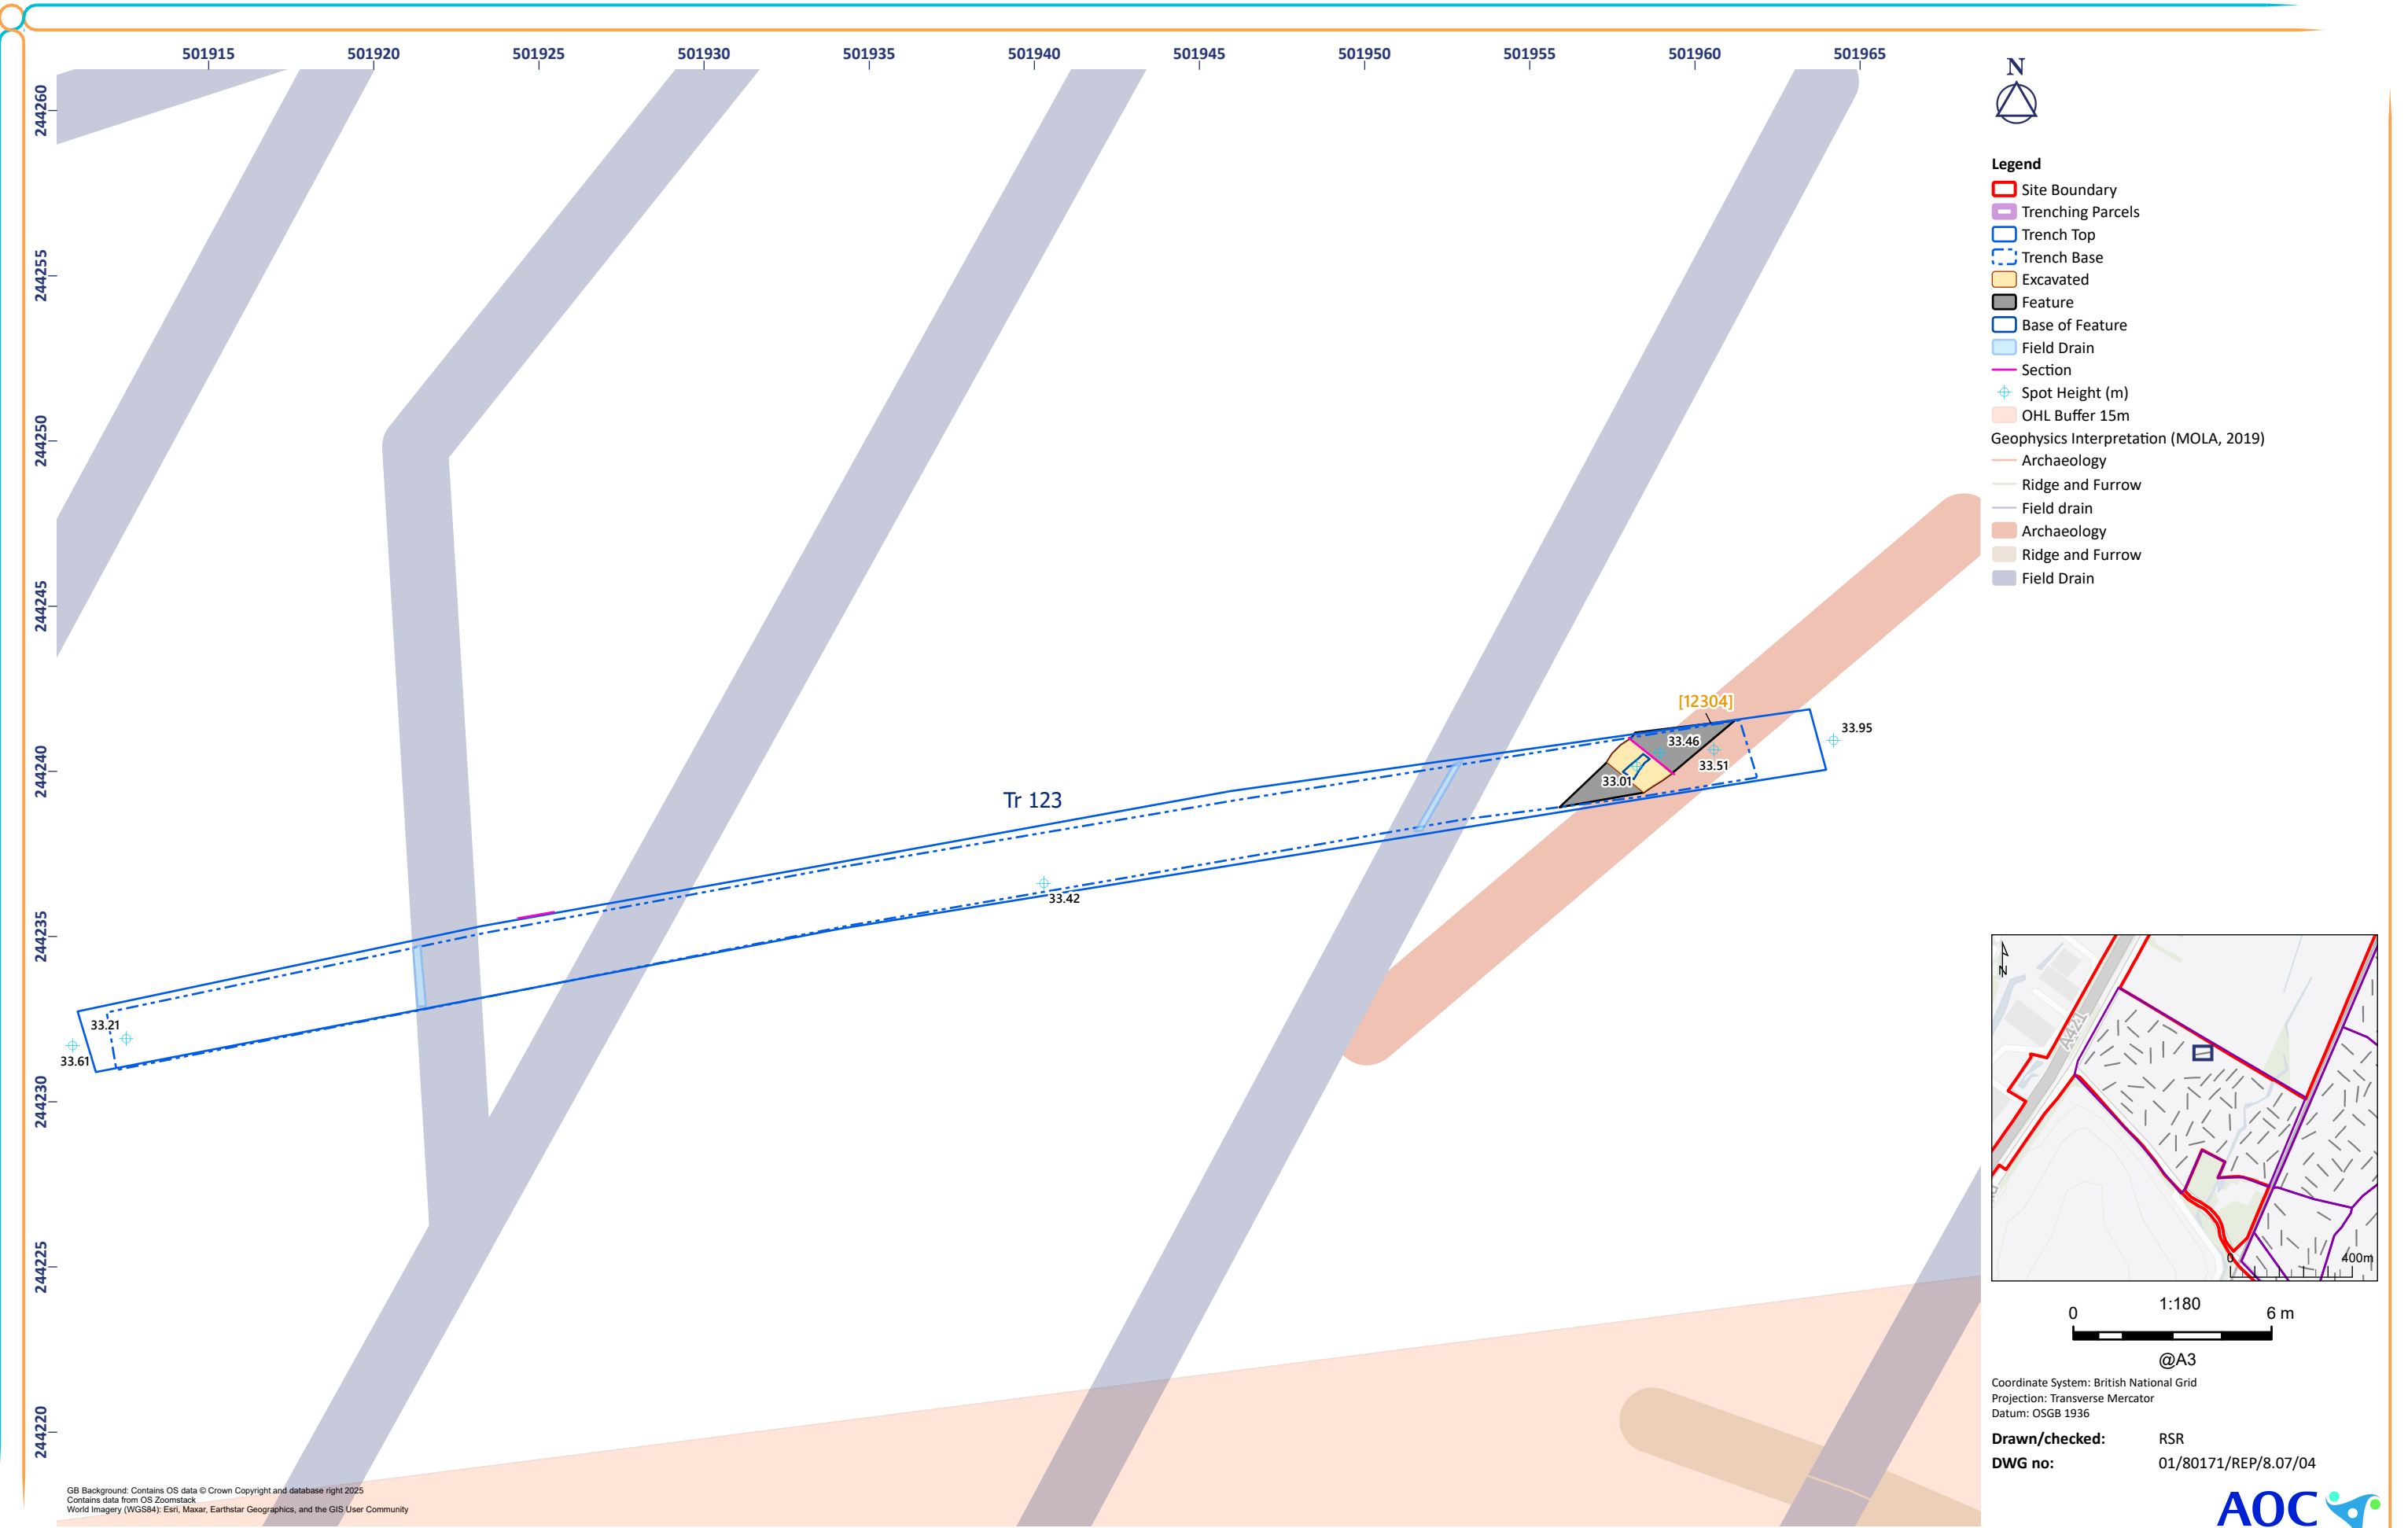 501915 501920 501925 501930 501935 501940 501945 501950 501955 501960 501965
244260
244255
244250
244245
244240
244235
244230
244225
244220
[12304]
33.95
33.46
33.51
33.01
Tr 123
33.42
33.21
33.61
GB Background: Contains OS data © Crown Copyright and database right 2025
Contains data from OS Zoomstack
World Imagery (WGS84): Esri, Maxar, Earthstar Geographics, and the GIS User Community
N
Legend
Site Boundary
Trenching Parcels
Trench Top
Trench Base
Excavated
Feature
Base of Feature
Field Drain
Section
Spot Height (m)
OHL Buffer 15m
Geophysics Interpretation (MOLA, 2019)
Archaeology
Ridge and Furrow
Field drain
Archaeology
Ridge and Furrow
Field Drain
N
A421
0 400m
1:180
0 6 m
@A3
Coordinate System: British National Grid
Projection: Transverse Mercator
Datum: OSGB 1936
Drawn/checked: RSR
DWG no: 01/80171/REP/8.07/04
AOC